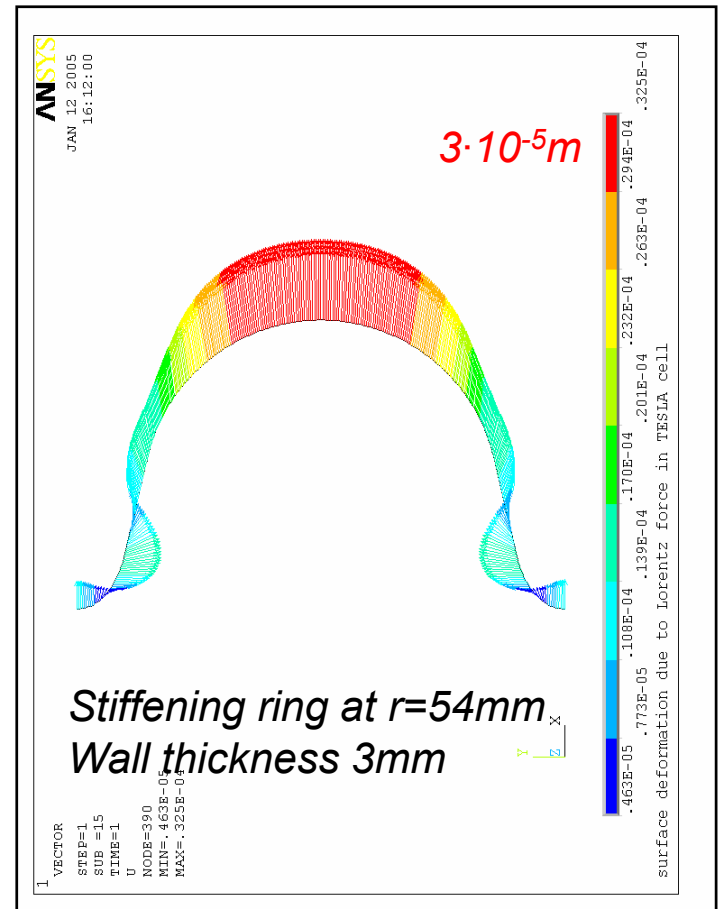 ANSYS
JAN 12 2005
16:12:00
3·10-5m
.325E-04
.294E-04
.263E-04
.232E-04
.201E-04
.170E-04
.139E-04
.108E-04
.773E-05
.463E-05
surface deformation due to Lorentz force in TESLA cell
Stiffening ring at r=54mm
Wall thickness 3mm
Y
Z
X
1
VECTOR
STEP=1
SUB =15
TIME=1
U
NODE=390
MIN=.463E-05
MAX=.325E-04